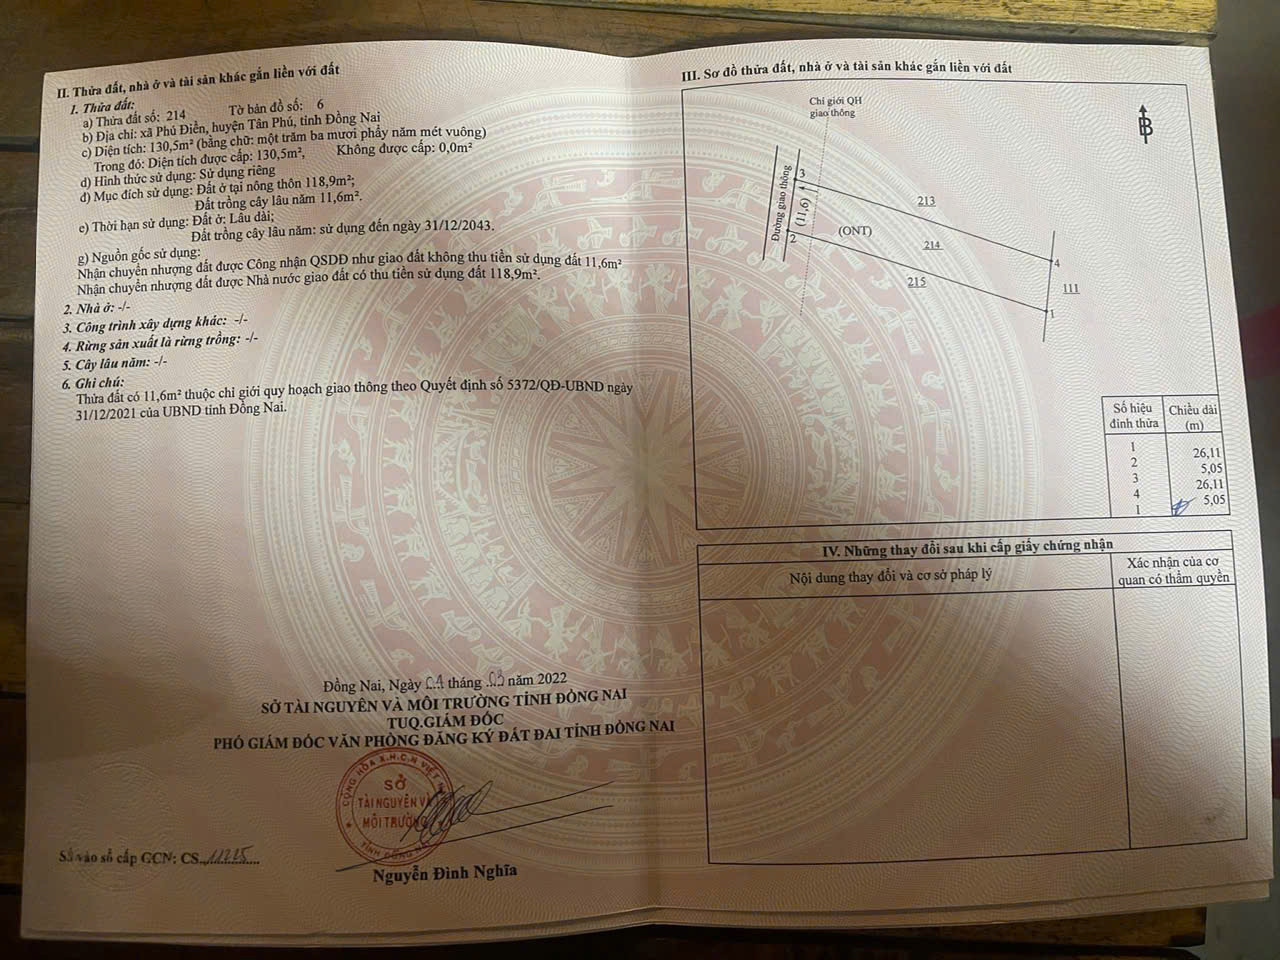 II. Thửa đất, nhà ở và tài sản khác gắn liền với đất
1. Thửa đất:
a) Thửa đất số: 214 Tờ bản đồ số: 6
b) Địa chỉ: xã Phú Điền, huyện Tân Phú, tỉnh Đồng Nai
c) Diện tích: 130,5m² (bằng chữ: một trăm ba mươi phẩy năm mét vuông)
Trong đó: Diện tích được cấp: 130,5m², Không được cấp: 0,0m²
d) Hình thức sử dụng: Sử dụng riêng
đ) Mục đích sử dụng: Đất ở tại nông thôn 118,9m²;
Đất trồng cây lâu năm 11,6m².
e) Thời hạn sử dụng: Đất ở: Lâu dài;
Đất trồng cây lâu năm: sử dụng đến ngày 31/12/2043.
g) Nguồn gốc sử dụng:
Nhận chuyển nhượng đất được Công nhận QSDĐ như giao đất không thu tiền sử dụng đất 11,6m²
Nhận chuyển nhượng đất được Nhà nước giao đất có thu tiền sử dụng đất 118,9m².
2. Nhà ở: -/-
3. Công trình xây dựng khác: -/-
4. Rừng sản xuất là rừng trồng: -/-
5. Cây lâu năm: -/-
6. Ghi chú:
Thửa đất có 11,6m² thuộc chỉ giới quy hoạch giao thông theo Quyết định số 5372/QĐ-UBND ngày
31/12/2021 của UBND tỉnh Đồng Nai.
Đồng Nai, Ngày 01 tháng 03 năm 2022
SỞ TÀI NGUYÊN VÀ MÔI TRƯỜNG TỈNH ĐỒNG NAI
TUQ.GIÁM ĐỐC
PHÓ GIÁM ĐỐC VĂN PHÒNG ĐĂNG KÝ ĐẤT ĐAI TỈNH ĐỒNG NAI
CỘNG HÒA X.H.C.N VIỆT
SỞ
TÀI NGUYÊN VÀ
MÔI TRƯỜNG
TỈNH ĐỒNG
Nguyễn Đình Nghĩa
Số vào sổ cấp GCN: CS
III. Sơ đồ thửa đất, nhà ở và tài sản khác gắn liền với đất
Chỉ giới QH
giao thông
B
Đường giao thông
3
(11,6)
2
213
(ONT)
214
215
4
111
1
Số hiệu đỉnh thửa Chiều dài (m)
1
26,11
2
5,05
3
26,11
4
5,05
1
IV. Những thay đổi sau khi cấp giấy chứng nhận
Nội dung thay đổi và cơ sở pháp lý
Xác nhận của cơ
quan có thẩm quyền